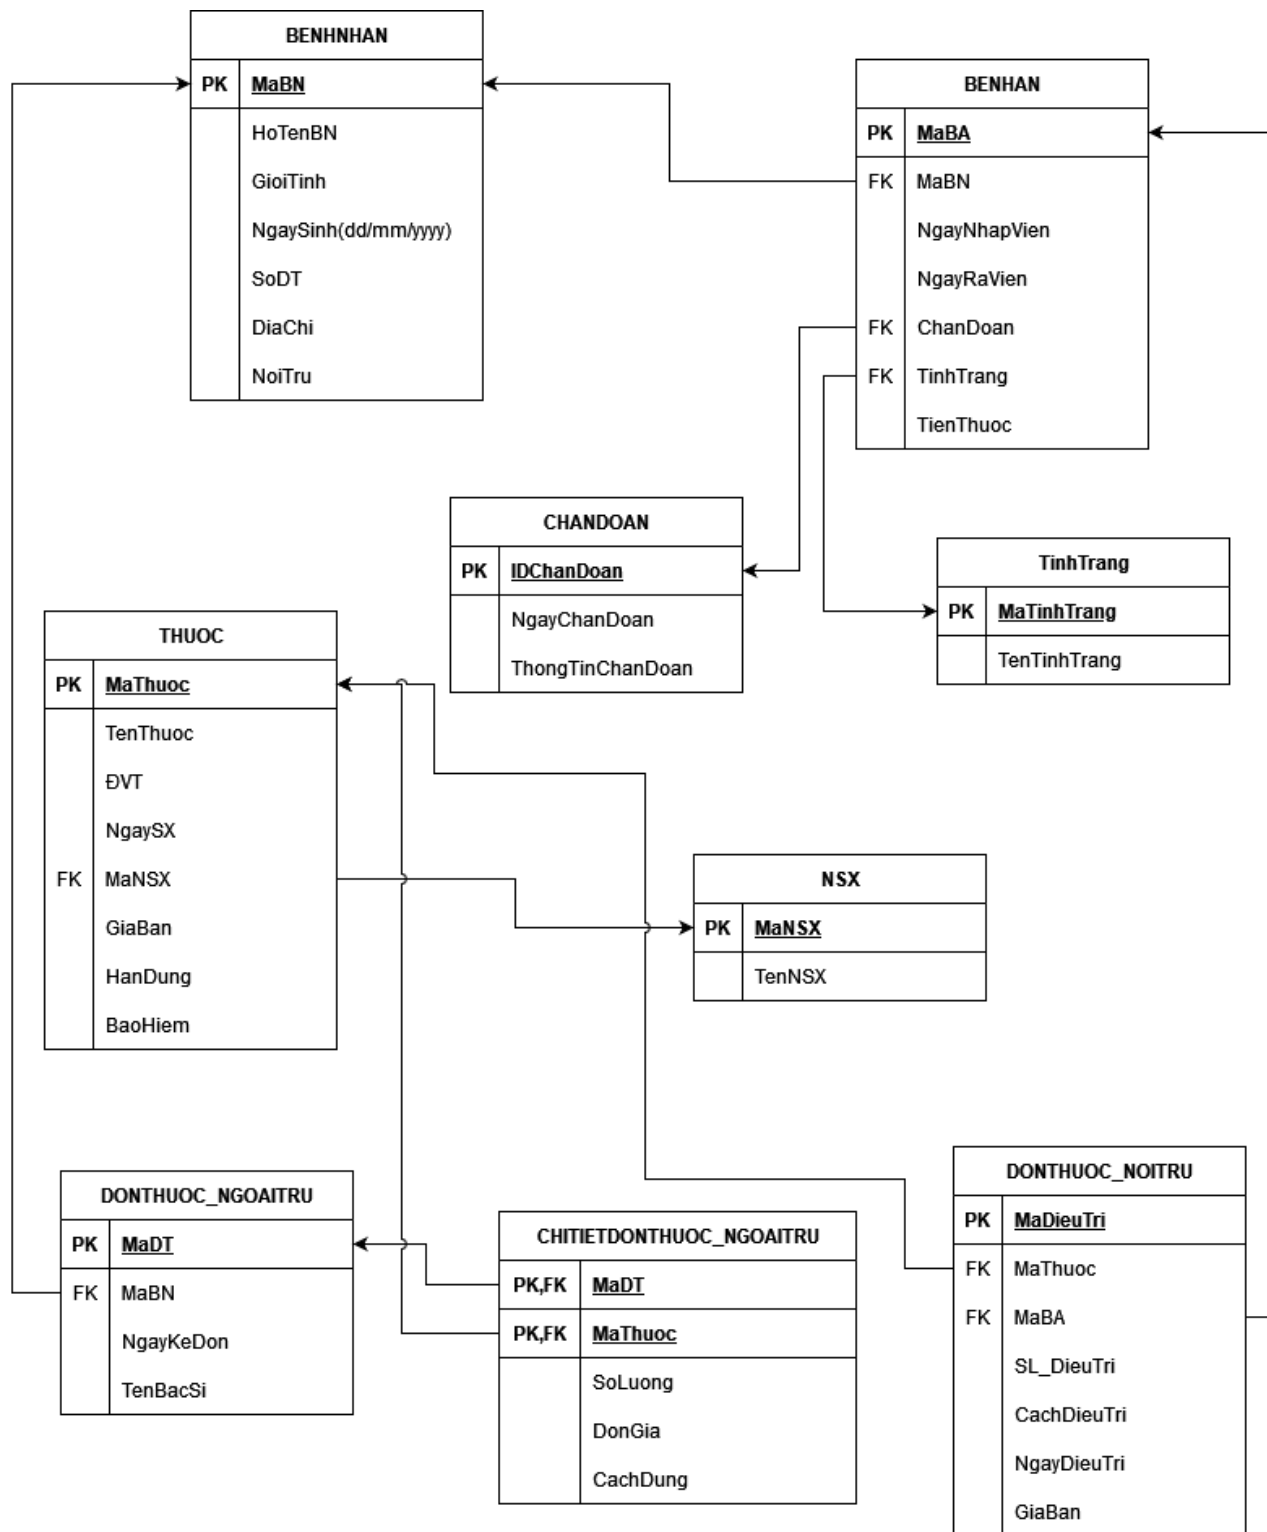 BENHNHAN
PK MaBN
HoTenBN
GioiTinh
NgaySinh(dd/mm/yyyy)
SoDT
DiaChi
NoiTru
BENHAN
PK MaBA
FK MaBN
NgayNhapVien
NgayRaVien
FK ChanDoan
FK TinhTrang
TienThuoc
CHANDOAN
PK IDChanDoan
NgayChanDoan
ThongTinChanDoan
TinhTrang
PK MaTinhTrang
TenTinhTrang
THUOC
PK MaThuoc
TenThuoc
ĐVT
NgaySX
FK MaNSX
GiaBan
HanDung
BaoHiem
NSX
PK MaNSX
TenNSX
DONTHUOC_NGOAITRU
PK MaDT
FK MaBN
NgayKeDon
TenBacSi
CHITIETDONTHUOC_NGOAITRU
PK,FK MaDT
PK,FK MaThuoc
SoLuong
DonGia
CachDung
DONTHUOC_NOITRU
PK MaDieuTri
FK MaThuoc
FK MaBA
SL_DieuTri
CachDieuTri
NgayDieuTri
GiaBan